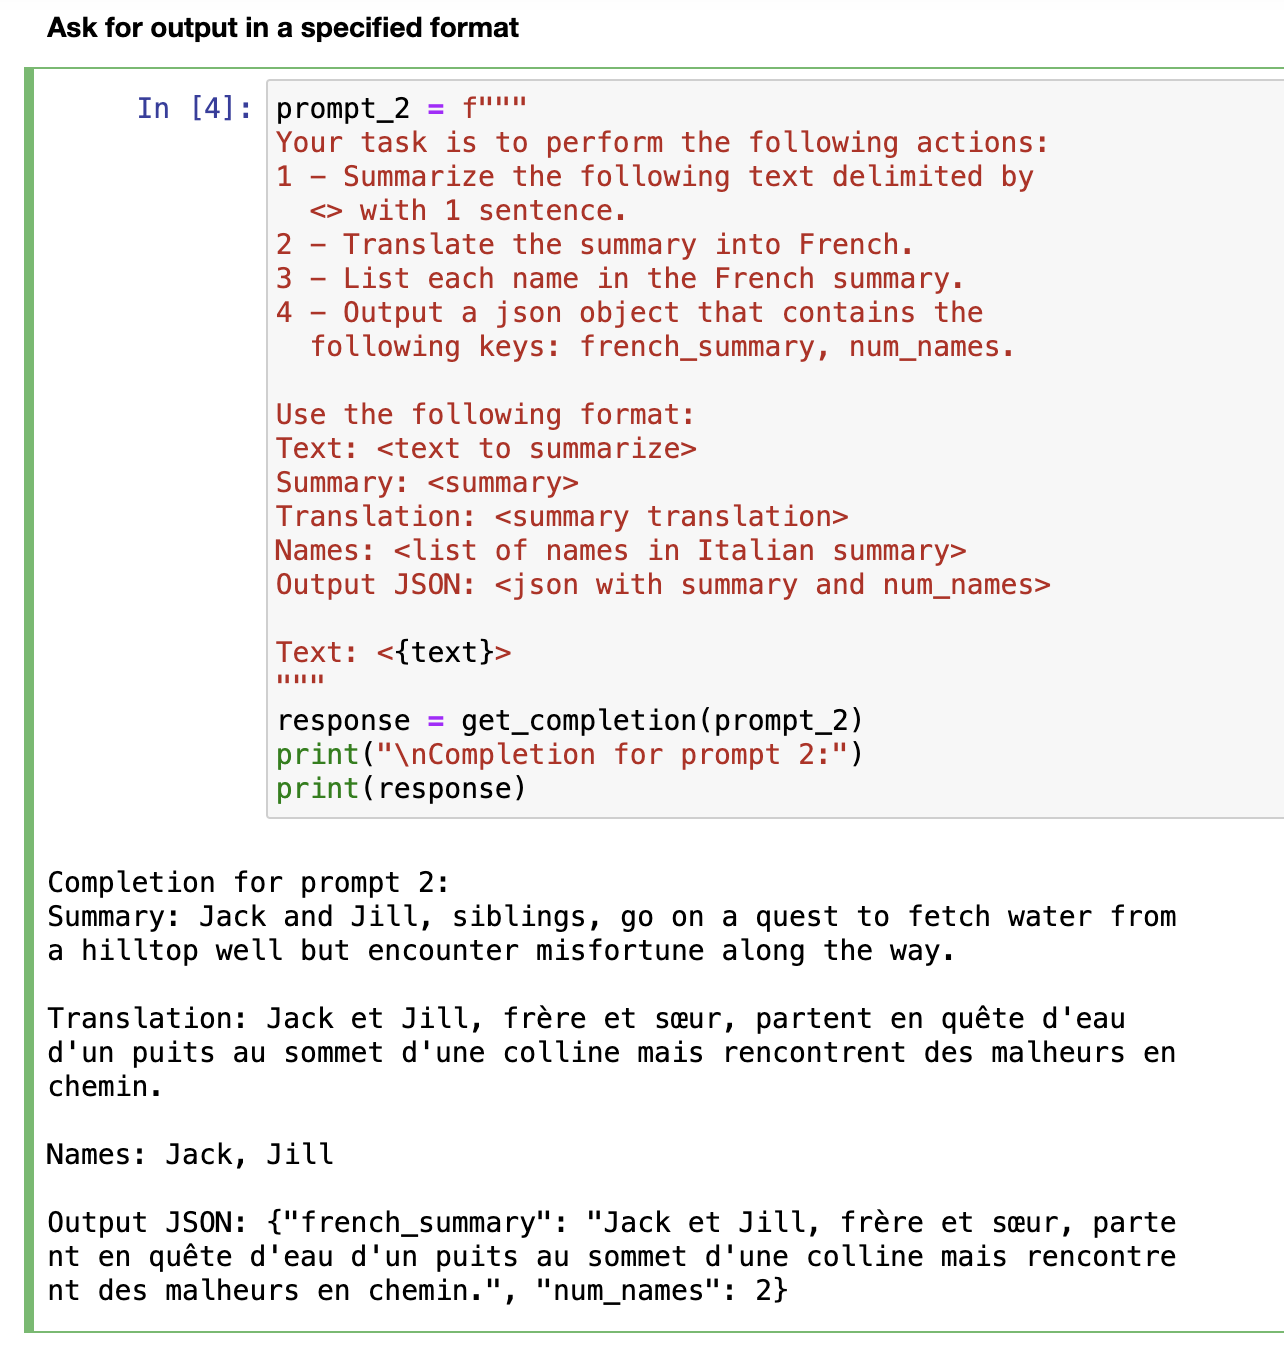 Ask for output in a specified format
In [4]:
prompt_2 = f"""
Your task is to perform the following actions:
1 - Summarize the following text delimited by
  <> with 1 sentence.
2 - Translate the summary into French.
3 - List each name in the French summary.
4 - Output a json object that contains the
  following keys: french_summary, num_names.

Use the following format:
Text: <text to summarize>
Summary: <summary>
Translation: <summary translation>
Names: <list of names in Italian summary>
Output JSON: <json with summary and num_names>

Text: <{text}>
"""
response = get_completion(prompt_2)
print("\nCompletion for prompt 2:")
print(response)

Completion for prompt 2:
Summary: Jack and Jill, siblings, go on a quest to fetch water from
a hilltop well but encounter misfortune along the way.

Translation: Jack et Jill, frère et sœur, partent en quête d'eau
d'un puits au sommet d'une colline mais rencontrent des malheurs en
chemin.

Names: Jack, Jill

Output JSON: {"french_summary": "Jack et Jill, frère et sœur, parte
nt en quête d'eau d'un puits au sommet d'une colline mais rencontre
nt des malheurs en chemin.", "num_names": 2}